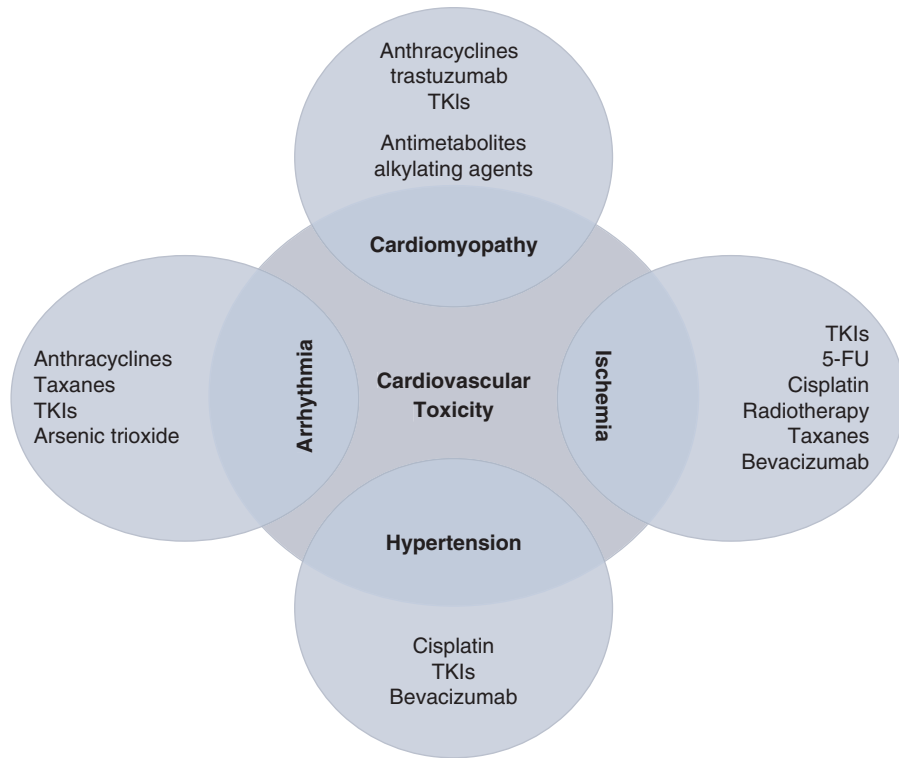 Anthracyclines
trastuzumab
TKIs
Antimetabolites
alkylating agents
Cardiomyopathy
Anthracyclines
Taxanes
TKIs
Arsenic trioxide
Arrhythmia
Cardiovascular
Toxicity
Ischemia
TKIs
5-FU
Cisplatin
Radiotherapy
Taxanes
Bevacizumab
Hypertension
Cisplatin
TKIs
Bevacizumab